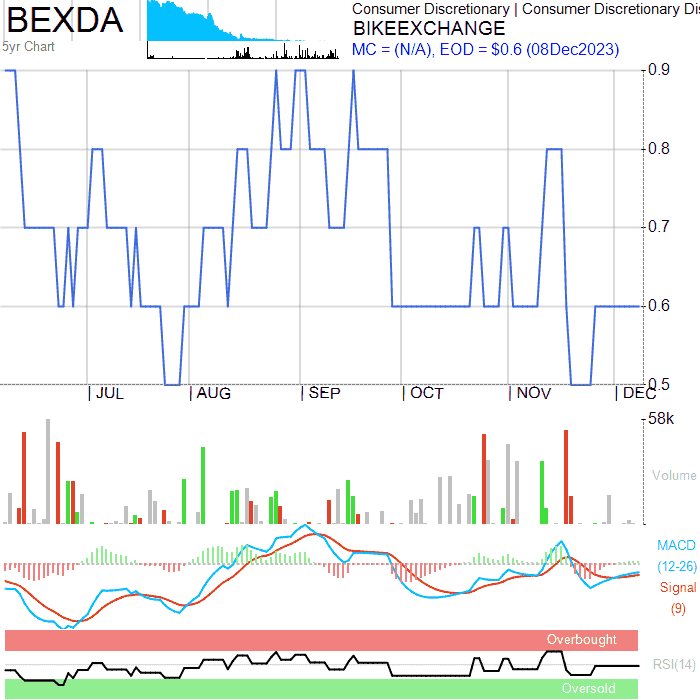 BEXDA
5yr Chart
Consumer Discretionary | Consumer Discretionary Dis
BIKEEXCHANGE
MC = (N/A), EOD = $0.6 (08Dec2023)
0.9
0.8
0.7
0.6
0.5
JUL AUG SEP OCT NOV DEC
58k
Volume
MACD
(12-26)
Signal
(9)
Overbought
RSI(14)
Oversold